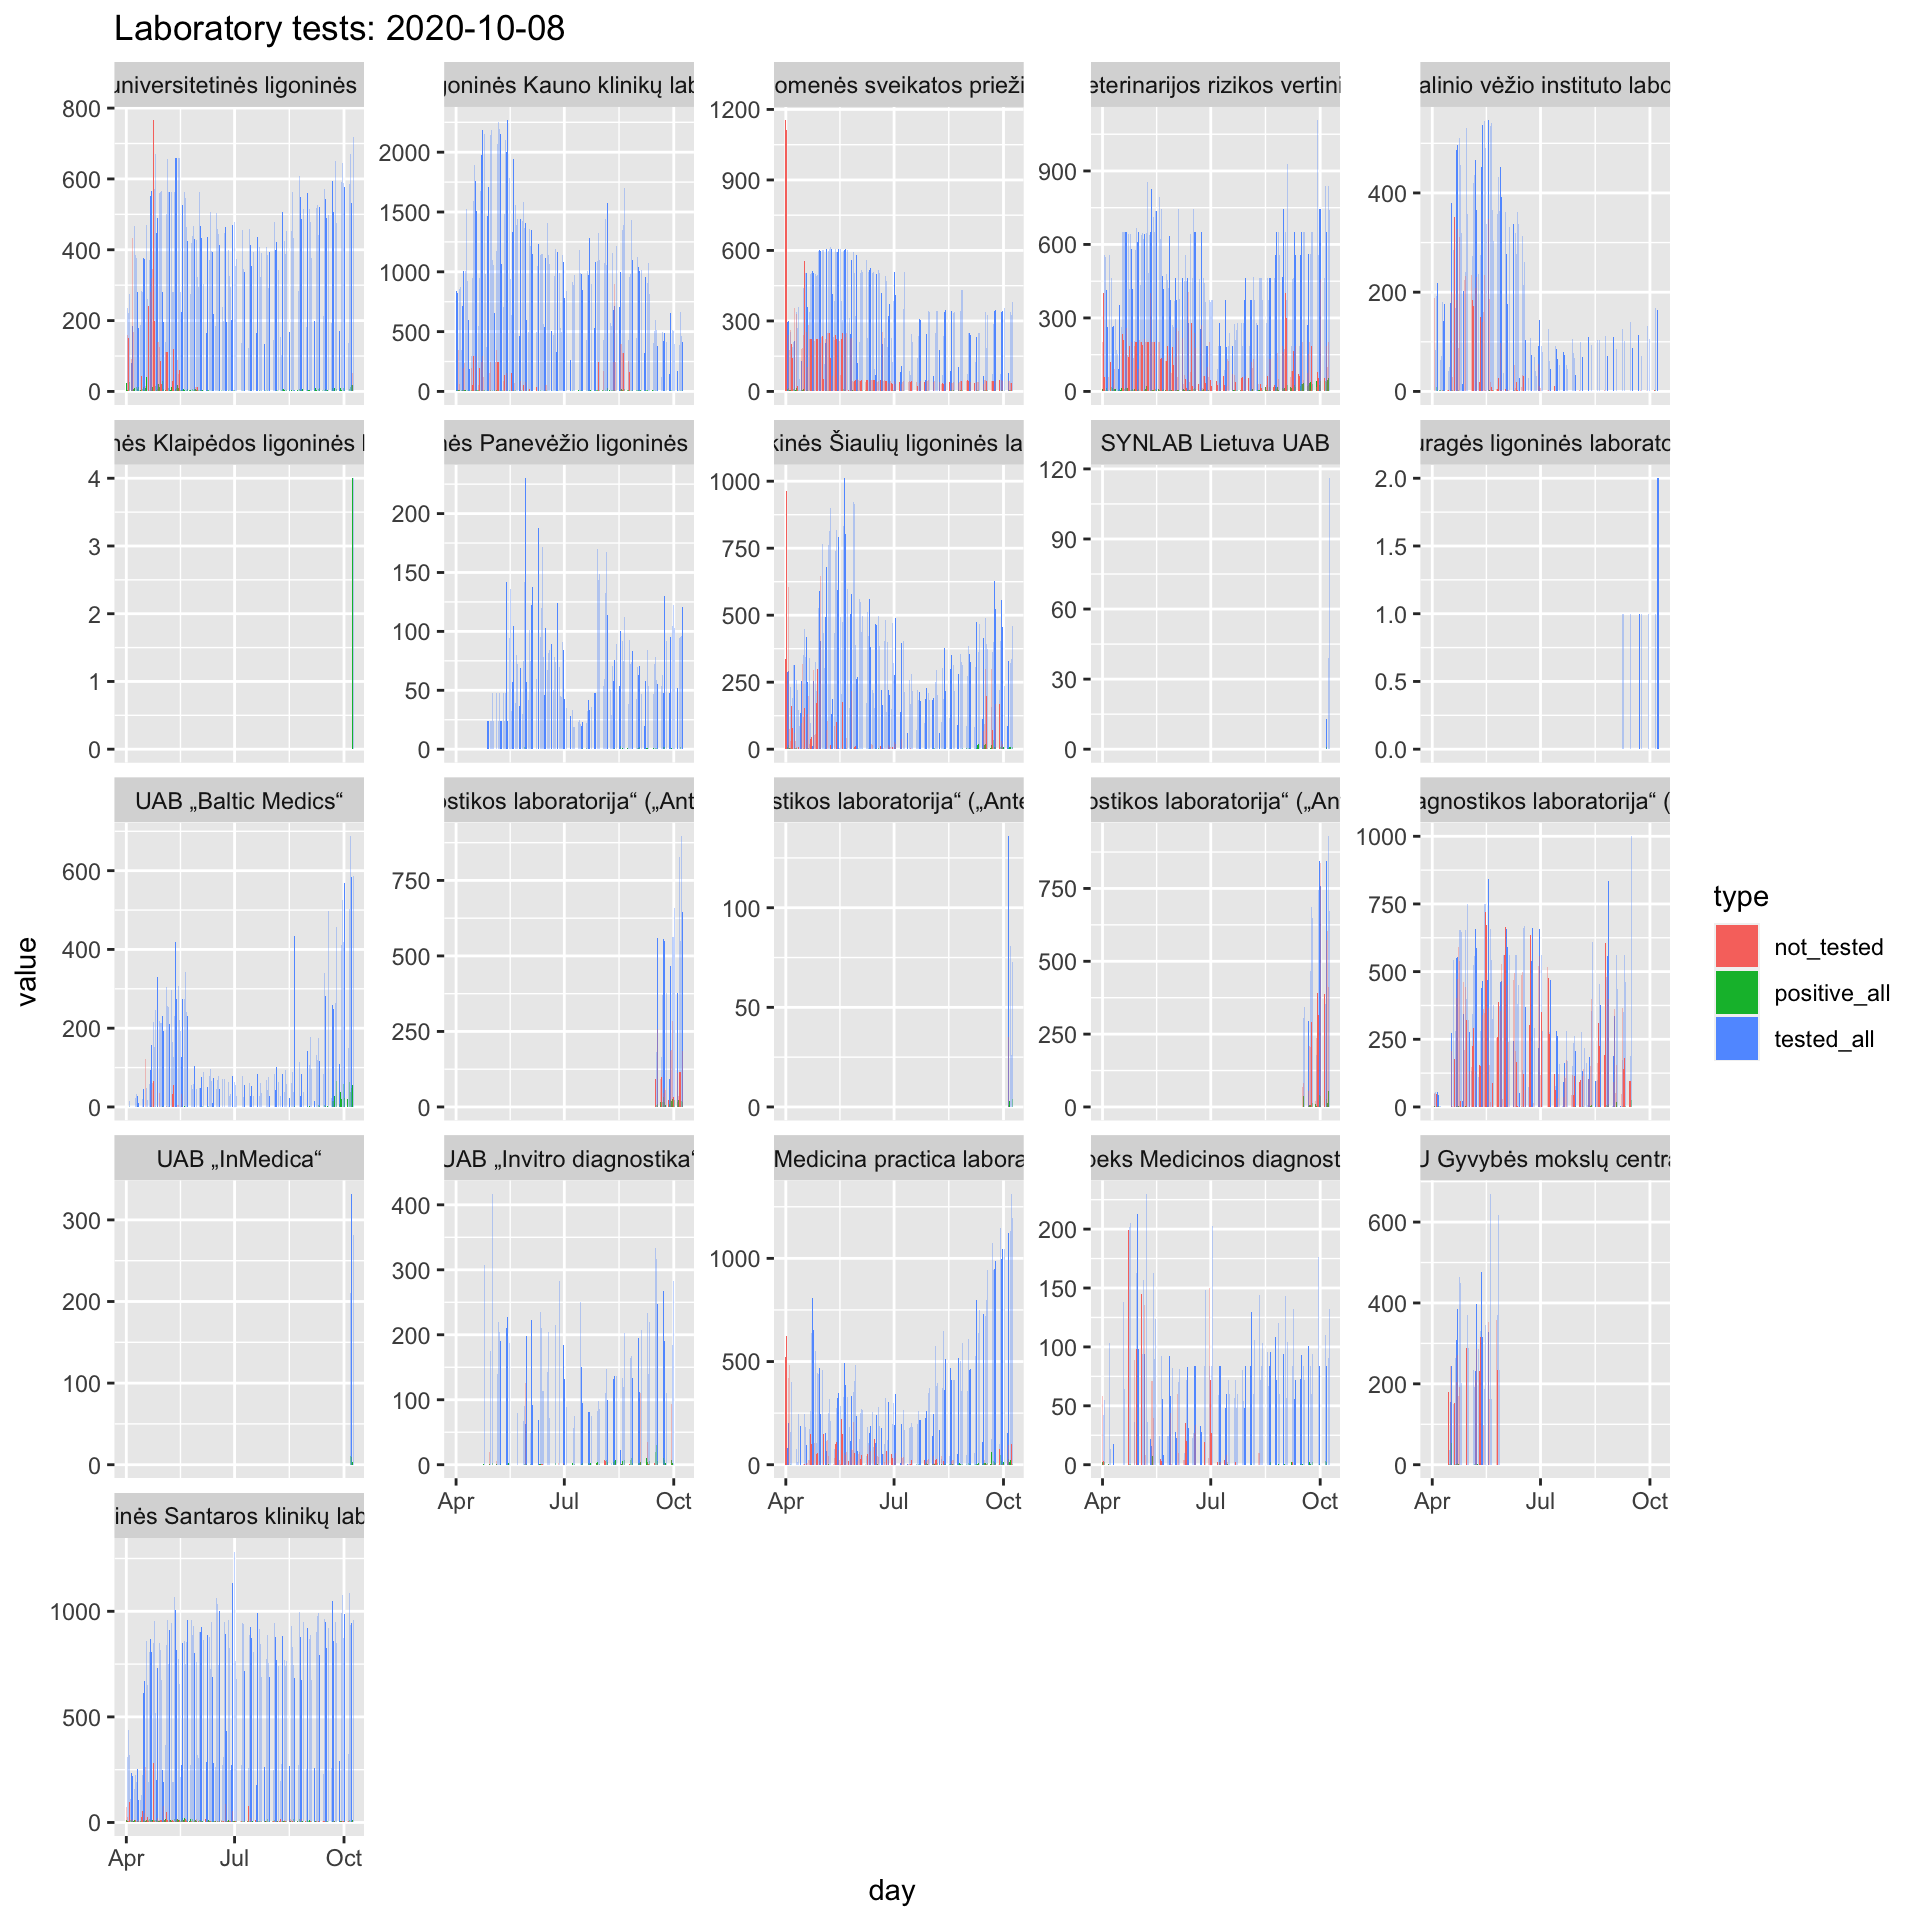 Laboratory tests: 2020-10-08
universitetinės ligoninės
goninės Kauno klinikų lab
omenės sveikatos prieži
eterinarijos rizikos vertini
alinio vėžio instituto labo
800
600
400
200
0
2000
1500
1000
500
0
1200
900
600
300
0
900
600
300
0
400
200
0
nės Klaipėdos ligoninės l
nės Panevėžio ligoninės
kinės Šiaulių ligoninės la
SYNLAB Lietuva UAB
uragės ligoninės laborato
4
3
2
1
0
200
150
100
50
0
1000
750
500
250
0
120
90
60
30
0
2.0
1.5
1.0
0.5
0.0
UAB „Baltic Medics“
ostikos laboratorija“ („Ant
stikos laboratorija“ („Ante
ostikos laboratorija“ („An
agnostikos laboratorija“ (
600
400
200
0
750
500
250
0
100
50
0
750
500
250
0
1000
750
500
250
0
UAB „InMedica“
UAB „Invitro diagnostika“
Medicina practica labora
beks Medicinos diagnost
U Gyvybės mokslų centra
300
200
100
0
400
300
200
100
0
1000
500
0
200
150
100
50
0
600
400
200
0
Apr Jul Oct
Apr Jul Oct
Apr Jul Oct
Apr Jul Oct
inės Santaros klinikų lab
1000
500
0
Apr Jul Oct
day
value
type
not_tested
positive_all
tested_all